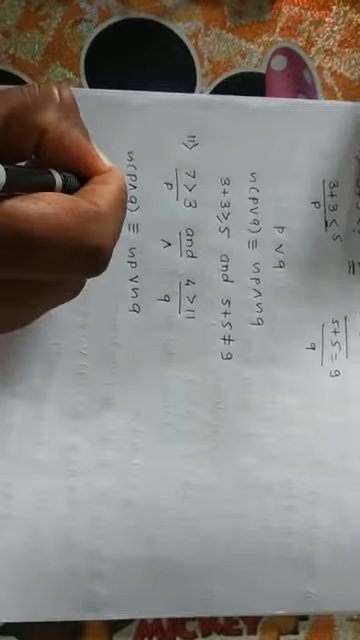 3+3<5 5+5=9
p q
p∨q
~(p∨q) ≡ ~p∧~q
3+3≥5 and 5+5≠9
ii> 7>3 and 4>11
p ∧ q
~(p∧q) ≡ ~p∨~q
MICKEY